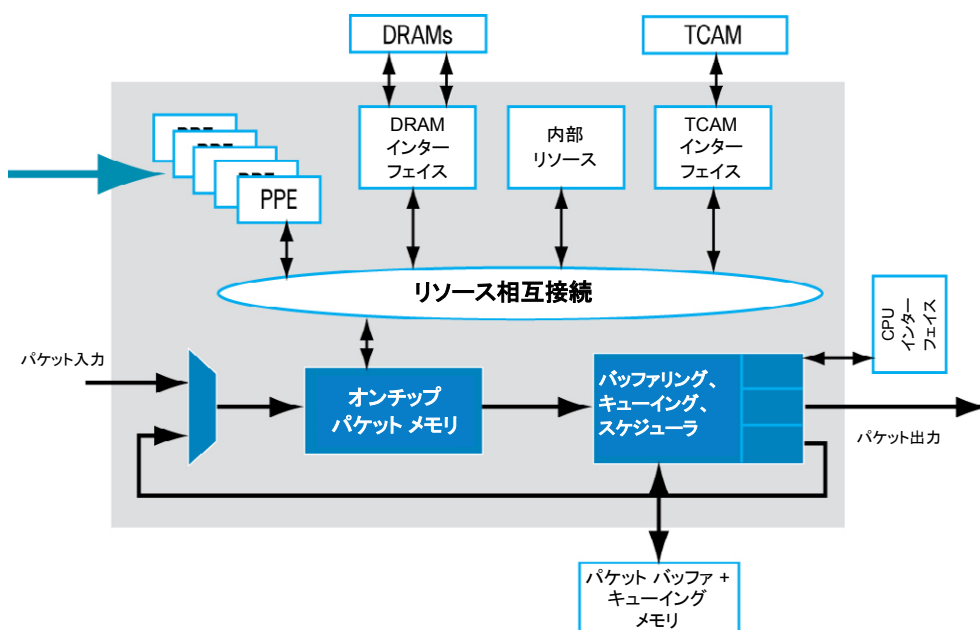 DRAMs
TCAM
DRAM
インター
フェイス
内部
リソース
TCAM
インター
フェイス
PPE
PPE
PPE
PPE
リソース相互接続
CPU
インター
フェイス
パケット入力
オンチップ
パケット メモリ
バッファリング、
キューイング、
スケジューラ
パケット出力
パケット バッファ +
キューイング
メモリ